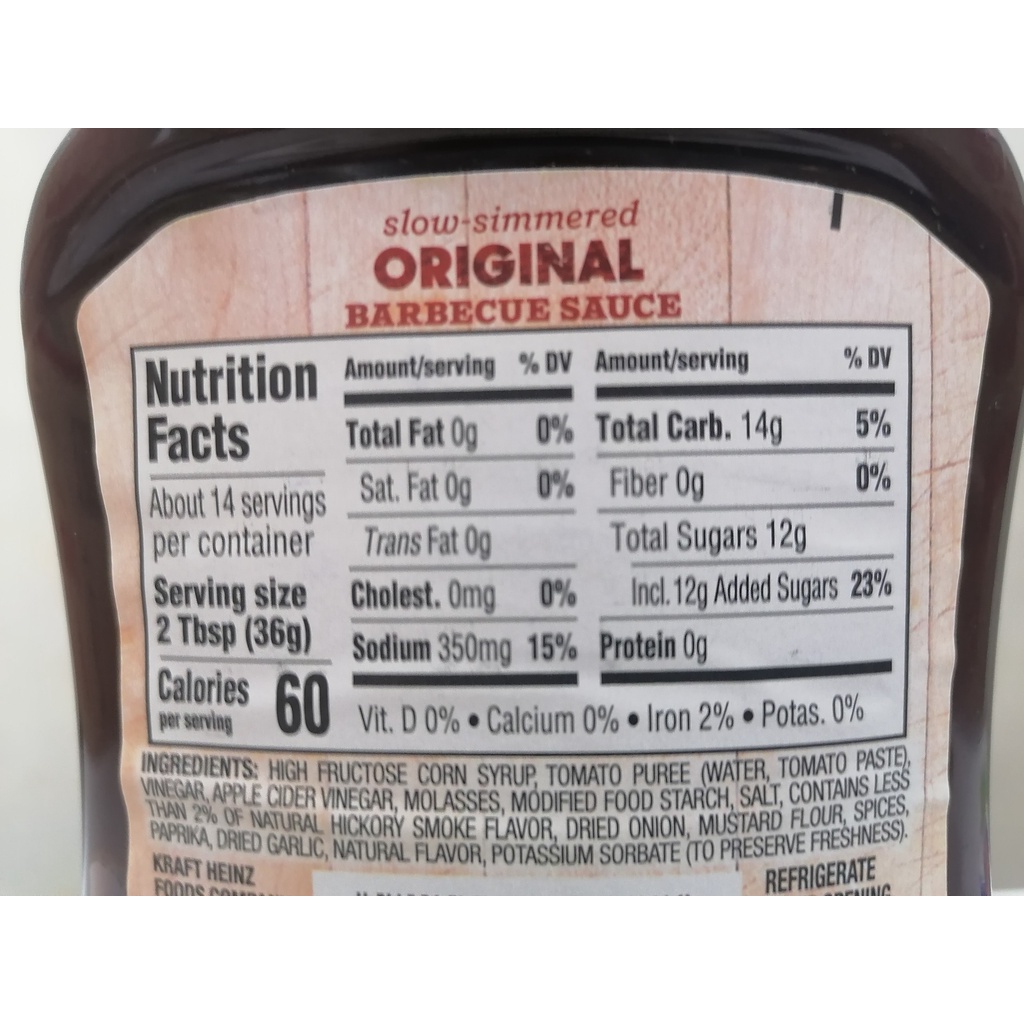 slow-simmered
ORIGINAL
BARBECUE SAUCE
Nutrition
Facts
About 14 servings
per container
Serving size
2 Tbsp (36g)
Calories 60
per serving
Amount/serving % DV
Total Fat 0g 0%
Sat. Fat 0g 0%
Trans Fat 0g
Cholest. 0mg 0%
Sodium 350mg 15%
Amount/serving % DV
Total Carb. 14g 5%
Fiber 0g 0%
Total Sugars 12g
Incl. 12g Added Sugars 23%
Protein 0g
Vit. D 0% • Calcium 0% • Iron 2% • Potas. 0%
INGREDIENTS: HIGH FRUCTOSE CORN SYRUP, TOMATO PUREE (WATER, TOMATO PASTE),
VINEGAR, APPLE CIDER VINEGAR, MOLASSES, MODIFIED FOOD STARCH, SALT, CONTAINS LESS
THAN 2% OF NATURAL HICKORY SMOKE FLAVOR, DRIED ONION, MUSTARD FLOUR, SPICES,
PAPRIKA, DRIED GARLIC, NATURAL FLAVOR, POTASSIUM SORBATE (TO PRESERVE FRESHNESS).
KRAFT HEINZ
FOODS
REFRIGERATE